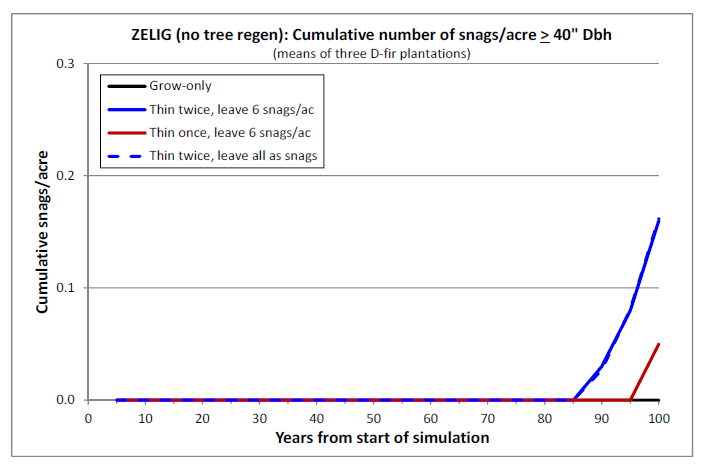 ZELIG (no tree regen): Cumulative number of snags/acre > 40" Dbh
(means of three D-fir plantations)
0.3
Grow-only
Thin twice, leave 6 snags/ac
Thin once, leave 6 snags/ac
Thin twice, leave all as snags
0.2
Cumulative snags/acre
0.1
0.0
0 10 20 30 40 50 60 70 80 90 100
Years from start of simulation